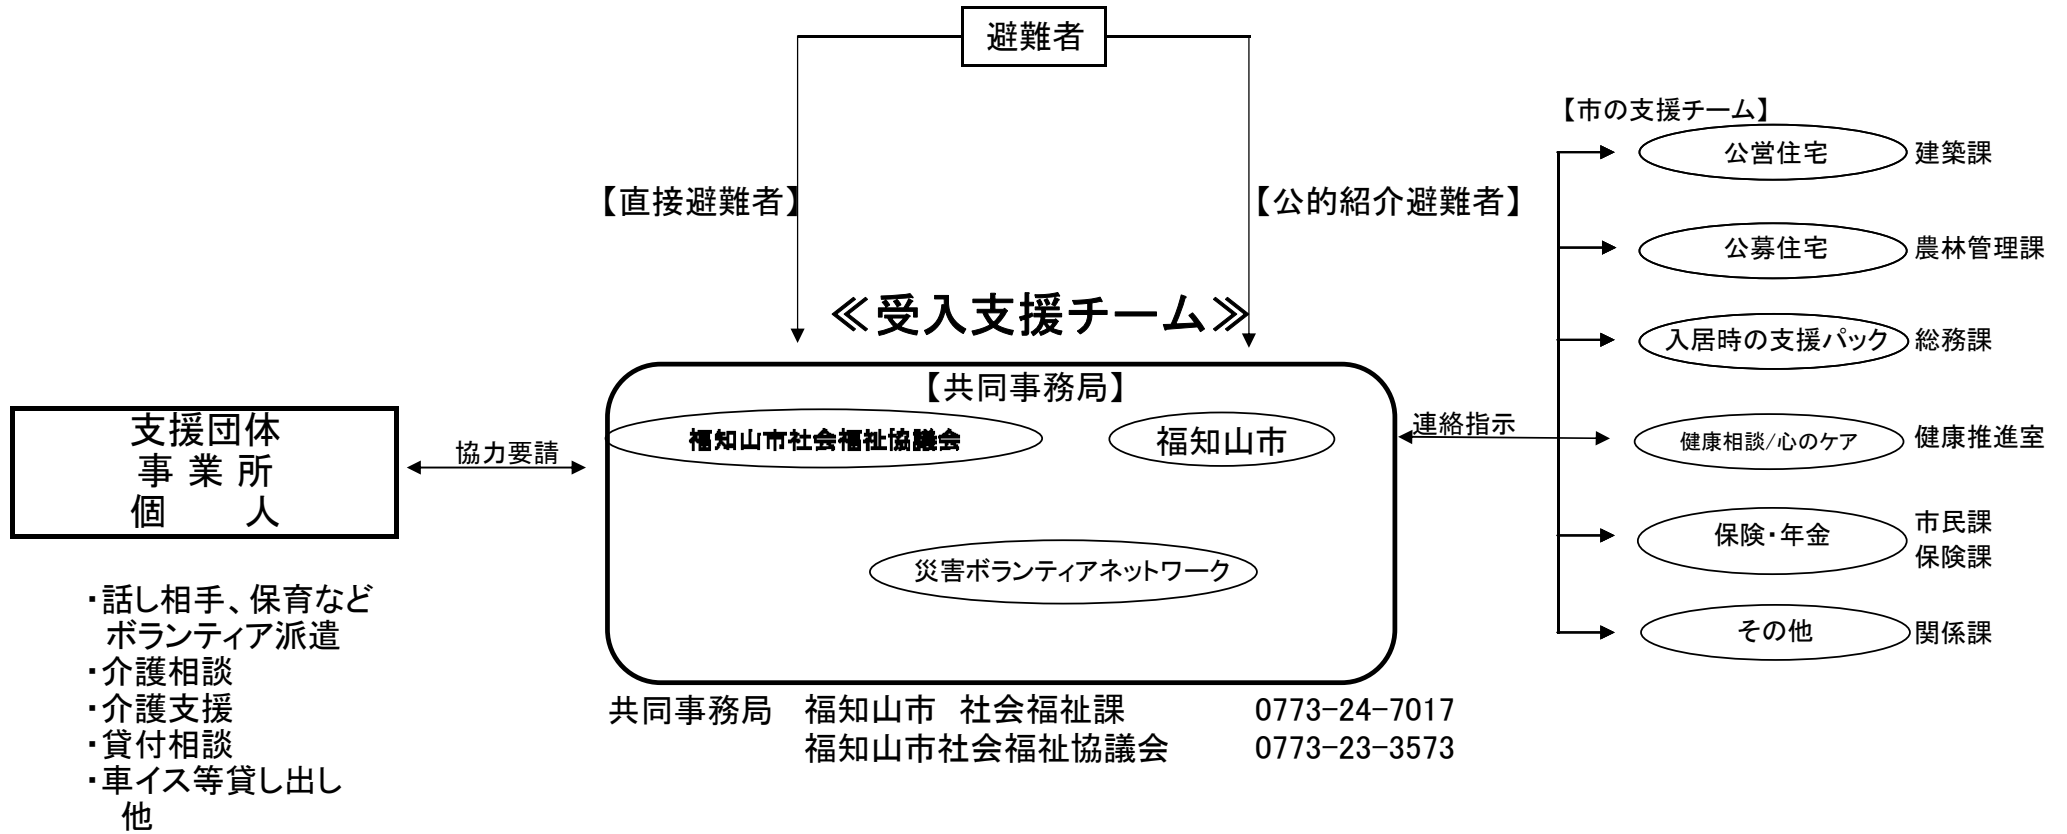 避難者
【直接避難者】
【公的紹介避難者】
≪受入支援チーム≫
【共同事務局】
福知山市社会福祉協議会
福知山市
災害ボランティアネットワーク
共同事務局　福知山市　社会福祉課　0773-24-7017
福知山市社会福祉協議会　0773-23-3573
協力要請
支援団体
事 業 所
個　　人
・話し相手、保育など
ボランティア派遣
・介護相談
・介護支援
・貸付相談
・車イス等貸し出し
他
連絡指示
【市の支援チーム】
公営住宅　建築課
公募住宅　農林管理課
入居時の支援パック　総務課
健康相談/心のケア　健康推進室
保険・年金　市民課
保険課
その他　関係課